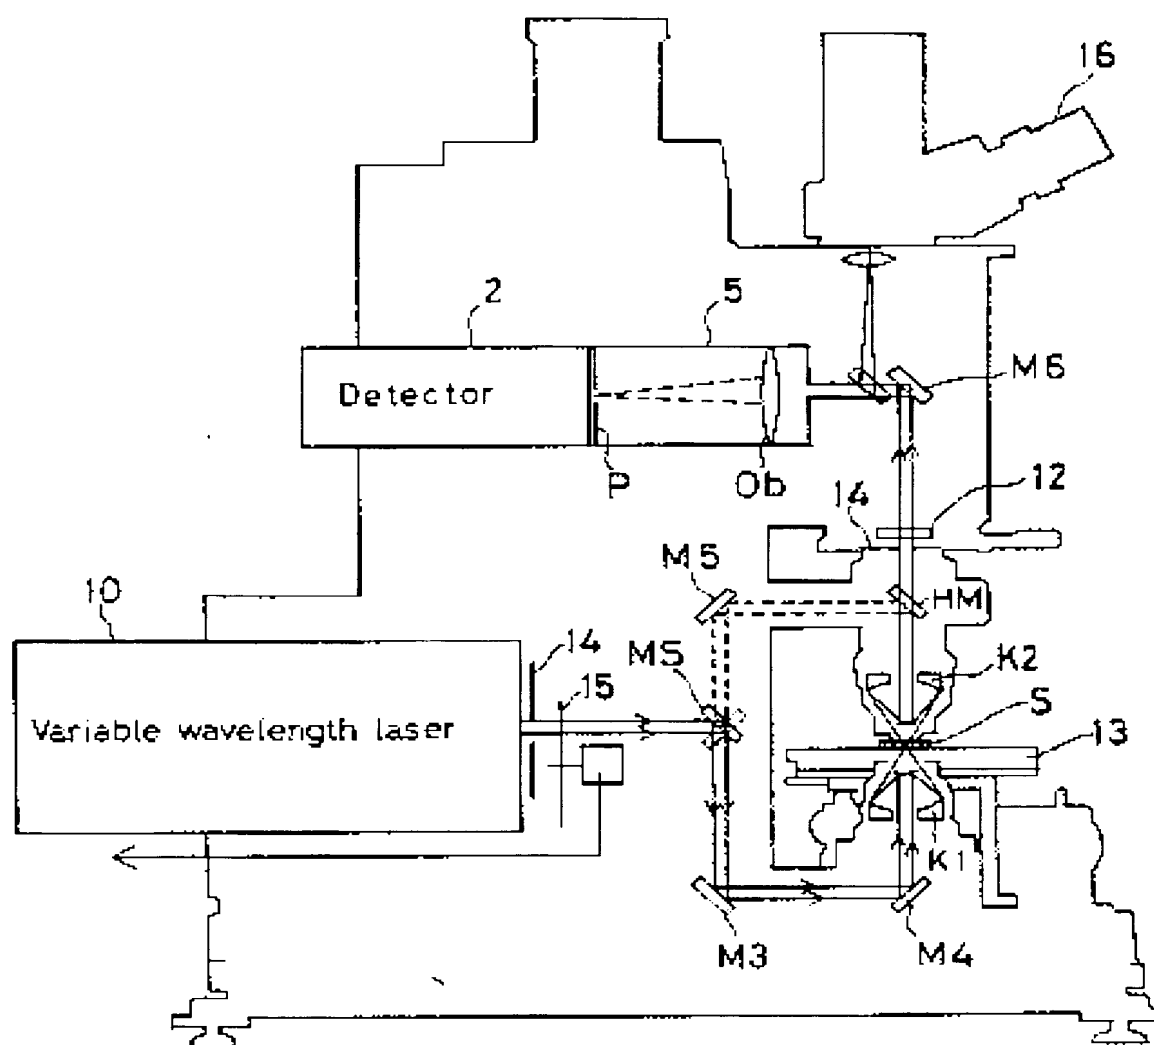 16
2
5
M6
Detector
P
Ob
12
14
M5
10
HM
14
M5
K2
15
S
Variable wavelength laser
13
K1
M3
M4